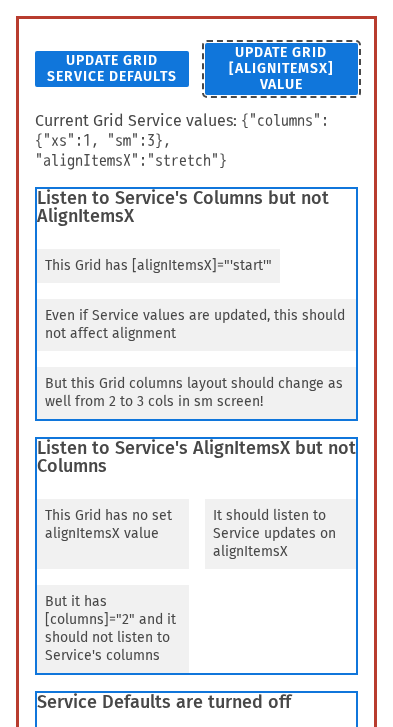 UPDATE GRID
SERVICE DEFAULTS
UPDATE GRID
[ALIGNITEMSX]
VALUE
Current Grid Service values: {"columns":
{"xs":1, "sm":3},
"alignItemsX":"stretch"}
Listen to Service's Columns but not
AlignItemsX
This Grid has [alignItemsX]="'start'"
Even if Service values are updated, this should
not affect alignment
But this Grid columns layout should change as
well from 2 to 3 cols in sm screen!
Listen to Service's AlignItemsX but not
Columns
This Grid has no set
alignItemsX value
It should listen to
Service updates on
alignItemsX
But it has
[columns]="2" and it
should not listen to
Service's columns
Service Defaults are turned off